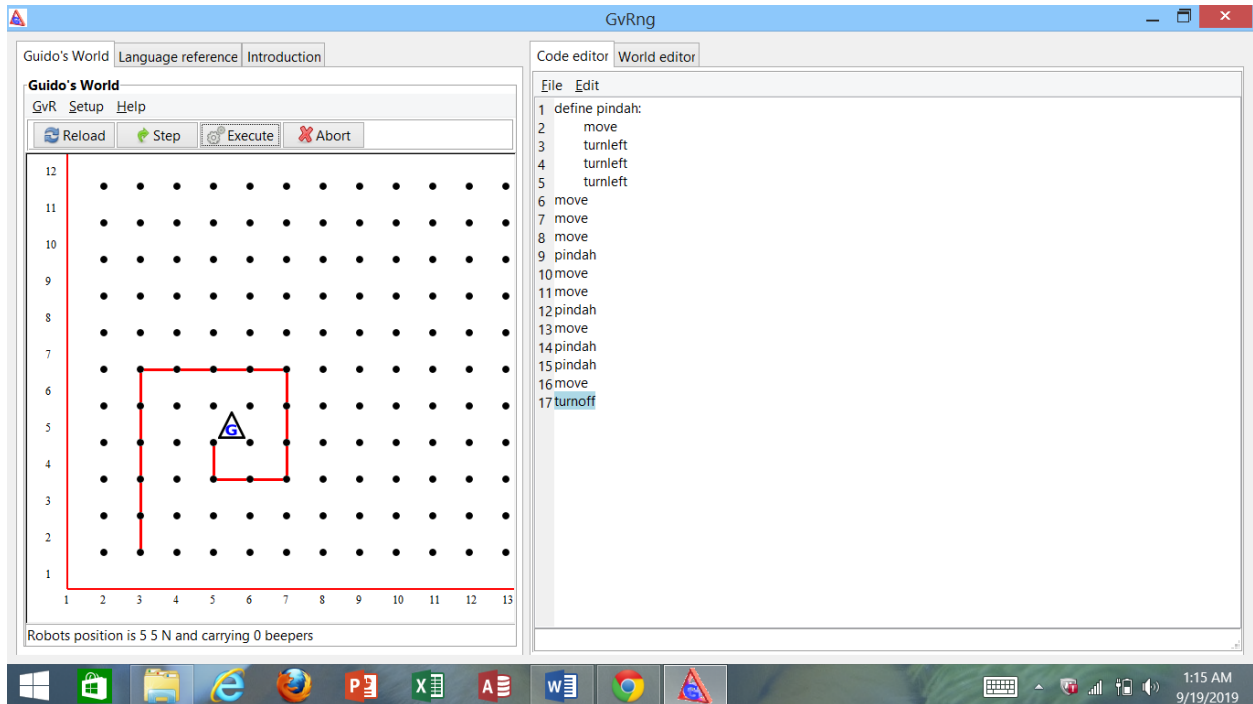 GvRng
Guido's World Language reference Introduction
Guido's World
GvR Setup Help
Reload Step Execute Abort
12
11
10
9
8
7
6
5
4
3
2
1
G
1 2 3 4 5 6 7 8 9 10 11 12 13
Robots position is 5 5 N and carrying 0 beepers
Code editor World editor
File Edit
1 define pindah:
2 move
3 turnleft
4 turnleft
5 turnleft
6 move
7 move
8 move
9 pindah
10 move
11 move
12 pindah
13 move
14 pindah
15 pindah
16 move
17 turnoff
1:15 AM
9/19/2019